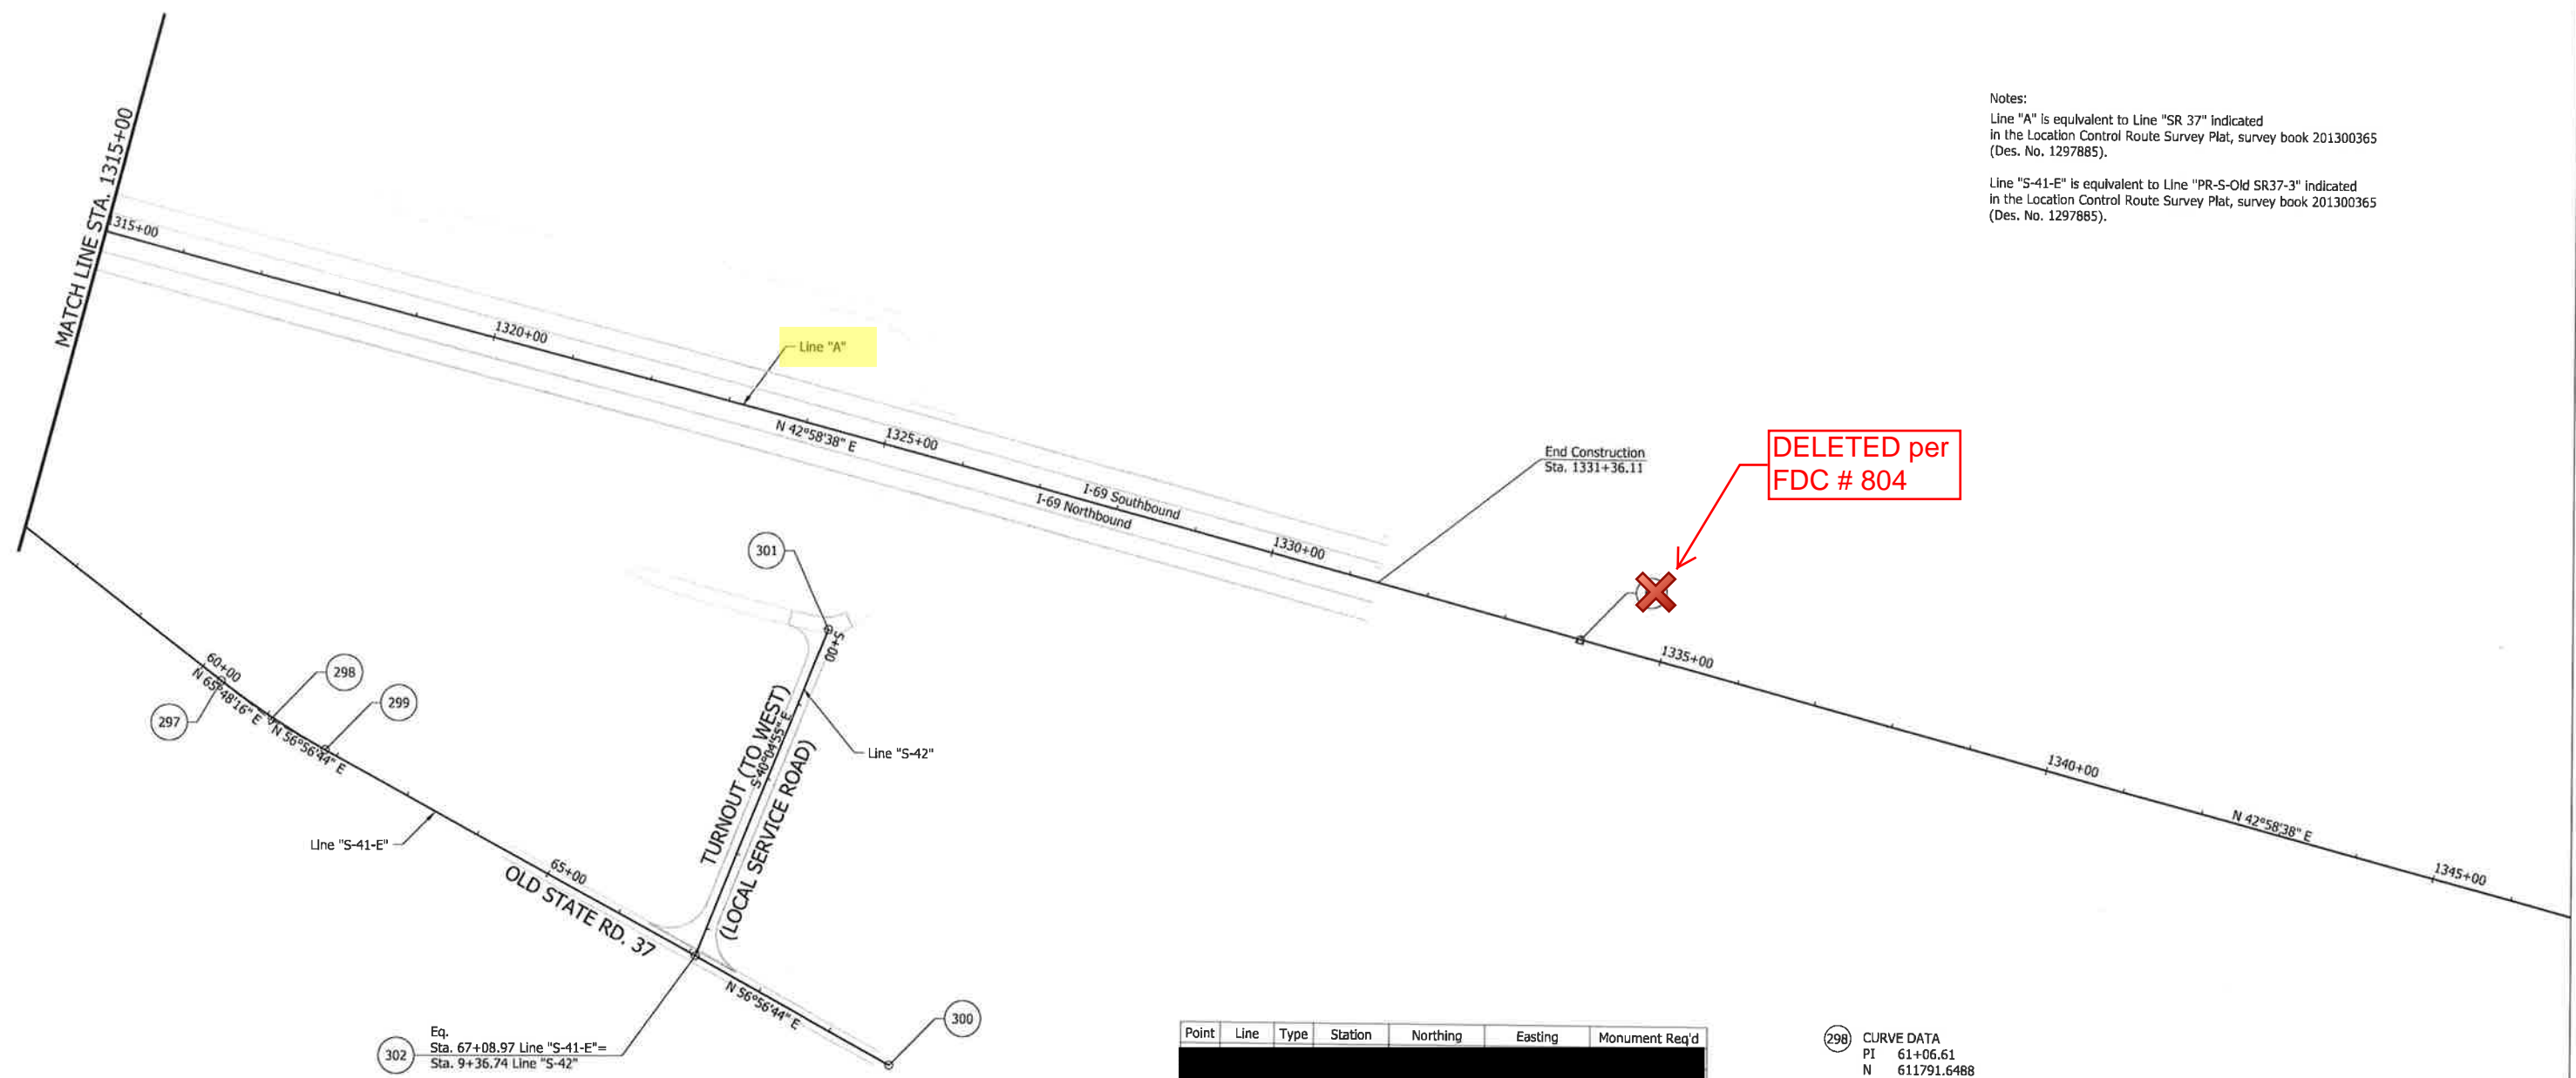 Notes:
Line "A" is equivalent to Line "SR 37" indicated
in the Location Control Route Survey Plat, survey book 201300365
(Des. No. 1297885).
Line "S-41-E" is equivalent to Line "PR-S-Old SR37-3" indicated
in the Location Control Route Survey Plat, survey book 201300365
(Des. No. 1297885).
MATCH LINE STA. 1315+00
1315+00
1320+00
Line "A"
N 42°58'38" E
1325+00
I-69 Southbound
I-69 Northbound
1330+00
End Construction
Sta. 1331+36.11
DELETED per
FDC # 804
1335+00
1340+00
N 42°58'38" E
1345+00
301
5+00
60+00
N 65°48'16" E
297
298
299
N 56°56'44" E
TURNOUT (TO WEST)
S 40°04'55" E
(LOCAL SERVICE ROAD)
Line "S-42"
Line "S-41-E"
65+00
OLD STATE RD. 37
N 56°56'44" E
300
302
Eq.
Sta. 67+08.97 Line "S-41-E"=
Sta. 9+36.74 Line "S-42"
Point Line Type Station Northing Easting Monument Req'd
298 CURVE DATA
PI 61+06.61
N 611791.6488